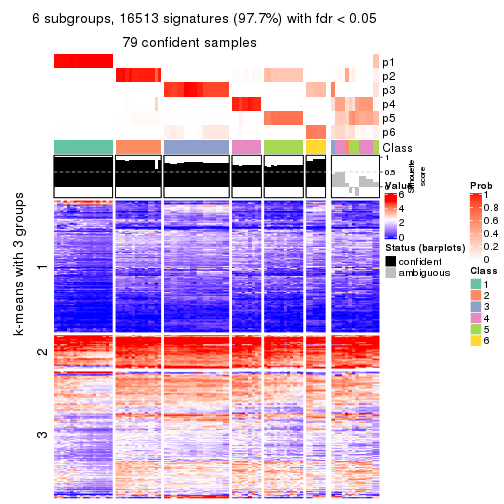 6 subgroups, 16513 signatures (97.7%) with fdr < 0.05
79 confident samples
p1
p2
p3
p4
p5
p6
Class
1
0.5
0
Silhouette
score
k-means with 3 groups
1
2
3
Value
6
4
2
0
Status (barplots)
confident
ambiguous
Prob
1
0.8
0.6
0.4
0.2
0
Class
1
2
3
4
5
6